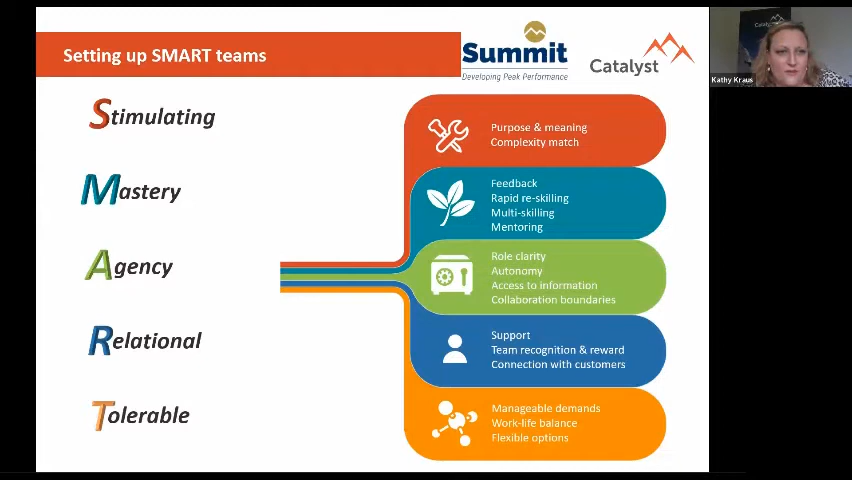 Setting up SMART teams
Summit
Developing Peak Performance
Catalyst
Catalyst
Kathy Kraus
Stimulating
Purpose & meaning
Complexity match
Mastery
Feedback
Rapid re-skilling
Multi-skilling
Mentoring
Agency
Role clarity
Autonomy
Access to information
Collaboration boundaries
Relational
Support
Team recognition & reward
Connection with customers
Tolerable
Manageable demands
Work-life balance
Flexible options